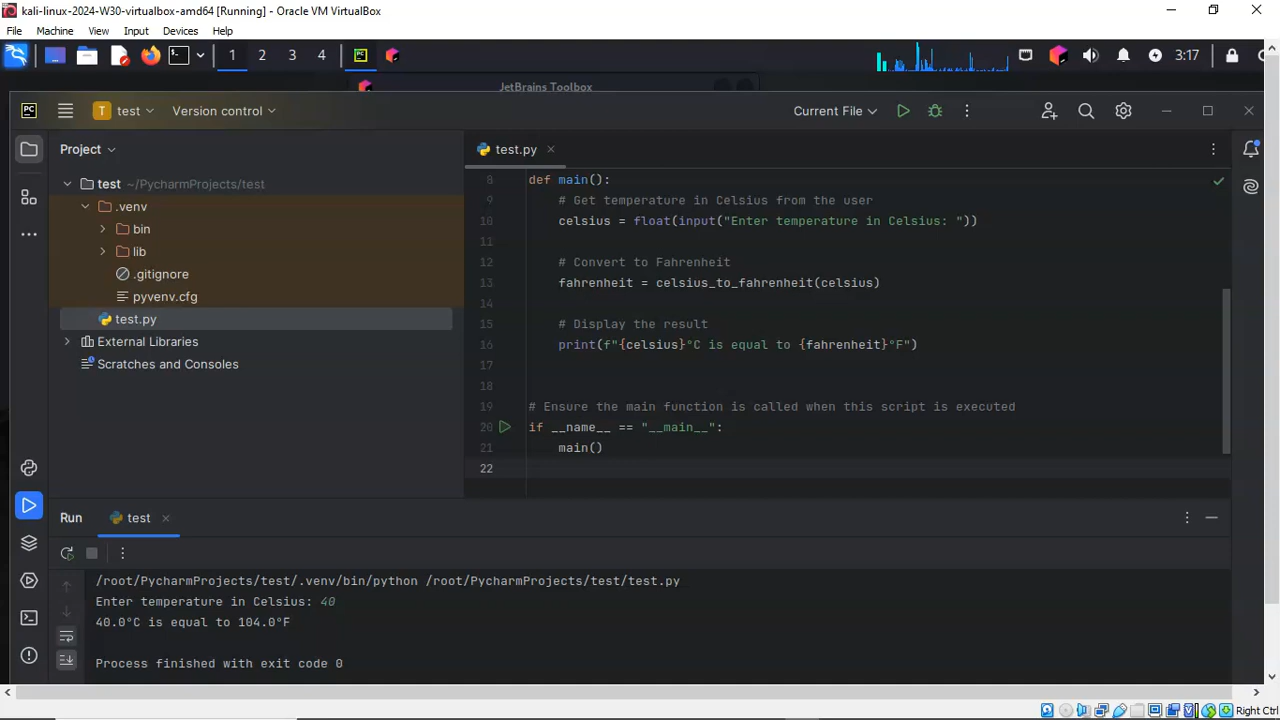 kali-linux-2024-W30-virtualbox-amd64 [Running] - Oracle VM VirtualBox
File Machine View Input Devices Help
1 2 3 4 3:17
JetBrains Toolbox
PC T test Version control Current File
Project
test.py
test ~/PycharmProjects/test
.venv
bin
lib
.gitignore
pyvenv.cfg
test.py
External Libraries
Scratches and Consoles
8 def main():
9 # Get temperature in Celsius from the user
10 celsius = float(input("Enter temperature in Celsius: "))
11
12 # Convert to Fahrenheit
13 fahrenheit = celsius_to_fahrenheit(celsius)
14
15 # Display the result
16 print(f"{celsius}°C is equal to {fahrenheit}°F")
17
18
19 # Ensure the main function is called when this script is executed
20 if __name__ == "__main__":
21 main()
22
Run test
/root/PycharmProjects/test/.venv/bin/python /root/PycharmProjects/test/test.py
Enter temperature in Celsius: 40
40.0°C is equal to 104.0°F
Process finished with exit code 0
Right Ctrl